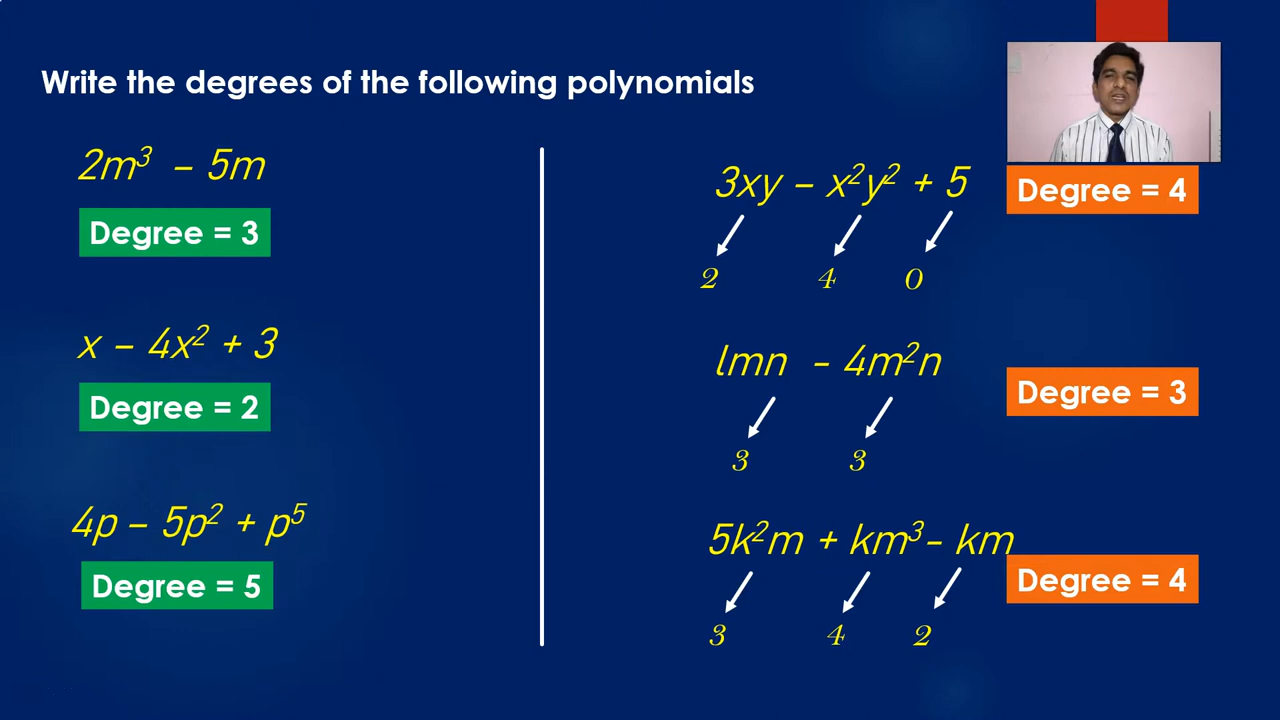 Write the degrees of the following polynomials
2m³ – 5m
Degree = 3
x – 4x² + 3
Degree = 2
4p – 5p² + p⁵
Degree = 5
3xy – x²y² + 5
Degree = 4
2 4 0
lmn – 4m²n
Degree = 3
3 3
5k²m + km³ – km
Degree = 4
3 4 2